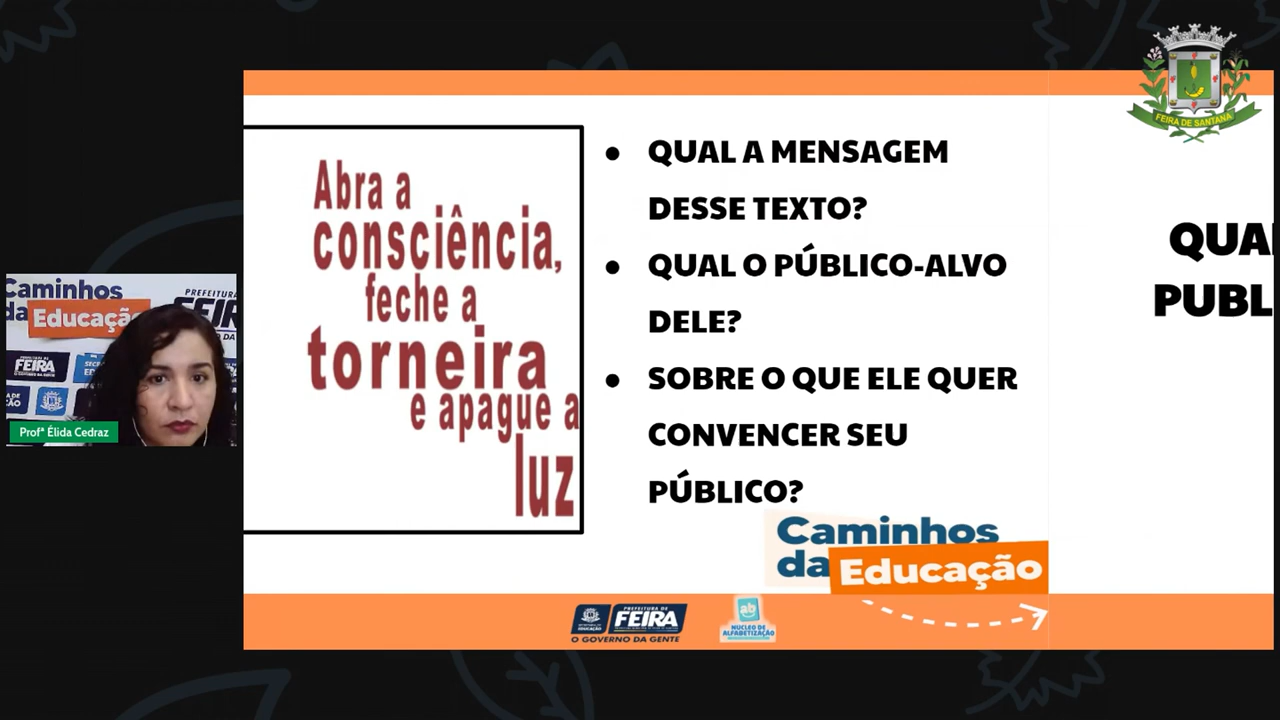 FEIRA DE SANTANA
Abra a
consciência,
feche a
torneira
e apague a
luz
● QUAL A MENSAGEM
DESSE TEXTO?
● QUAL O PÚBLICO-ALVO
DELE?
● SOBRE O QUE ELE QUER
CONVENCER SEU
PÚBLICO?
Caminhos
da Educação
Caminhos
da Educação
PREFEITURA
FEIRA
Profª Élida Cedraz
PREFEITURA DE
FEIRA
O GOVERNO DA GENTE
NÚCLEO DE
ALFABETIZAÇÃO